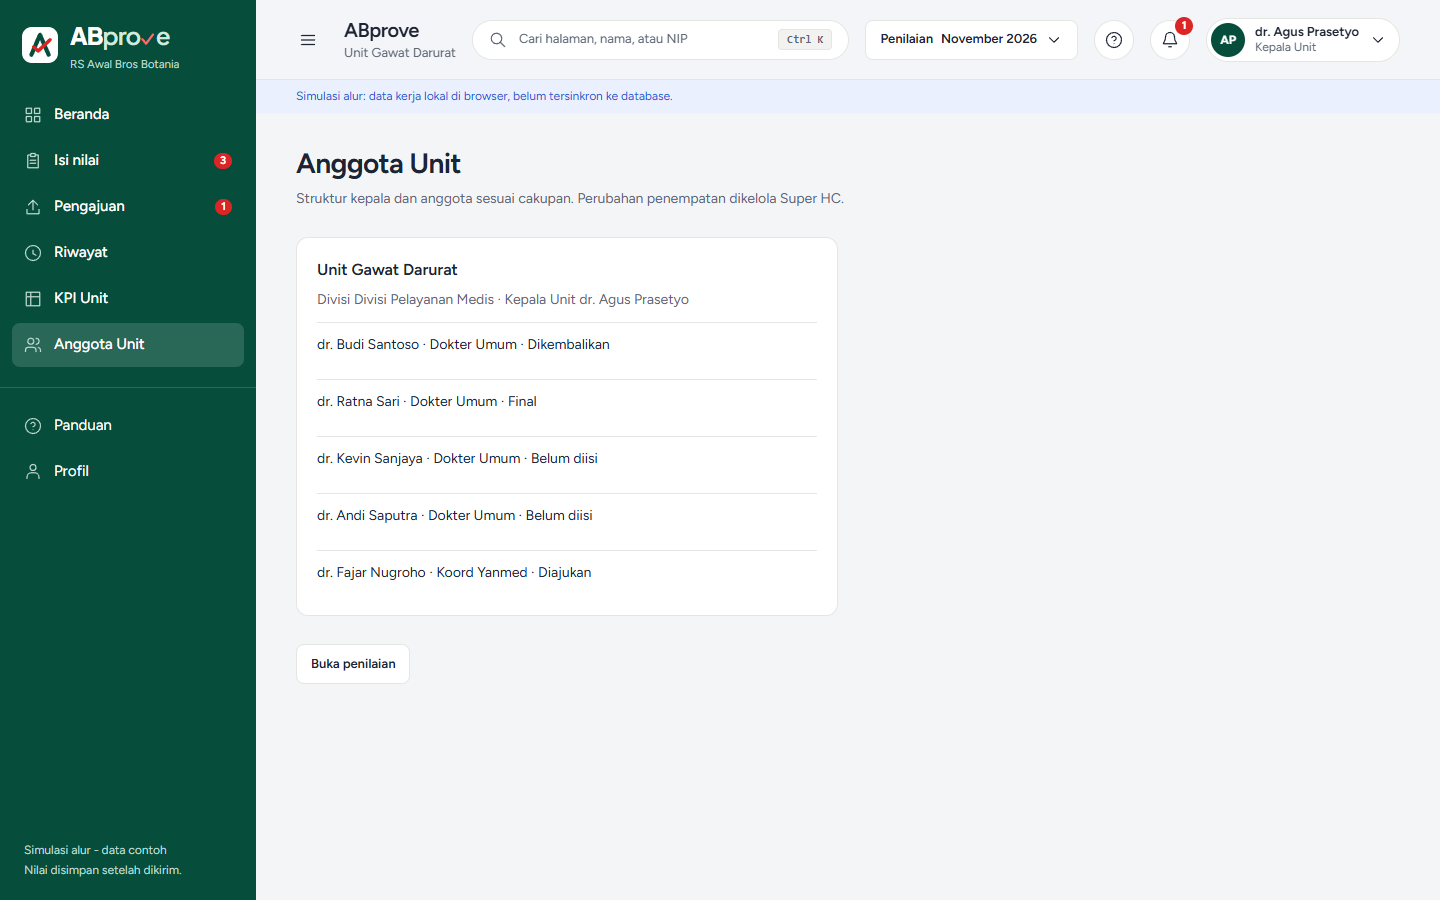 ABprove
RS Awal Bros Botania
Beranda
Isi nilai 3
Pengajuan 1
Riwayat
KPI Unit
Anggota Unit
Panduan
Profil
Simulasi alur - data contoh
Nilai disimpan setelah dikirim.
ABprove
Unit Gawat Darurat
Cari halaman, nama, atau NIP Ctrl K
Penilaian November 2026
1
AP
dr. Agus Prasetyo
Kepala Unit
Simulasi alur: data kerja lokal di browser, belum tersinkron ke database.
Anggota Unit
Struktur kepala dan anggota sesuai cakupan. Perubahan penempatan dikelola Super HC.
Unit Gawat Darurat
Divisi Divisi Pelayanan Medis · Kepala Unit dr. Agus Prasetyo
dr. Budi Santoso · Dokter Umum · Dikembalikan
dr. Ratna Sari · Dokter Umum · Final
dr. Kevin Sanjaya · Dokter Umum · Belum diisi
dr. Andi Saputra · Dokter Umum · Belum diisi
dr. Fajar Nugroho · Koord Yanmed · Diajukan
Buka penilaian